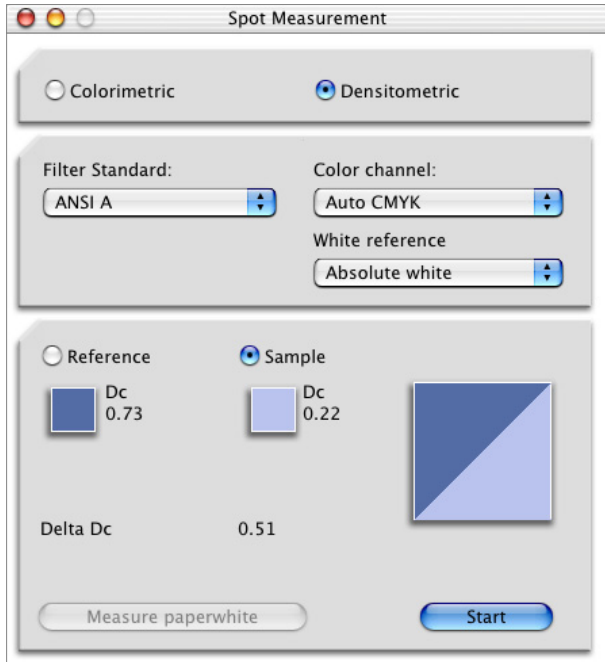 Spot Measurement
Colorimetric
Densitometric
Filter Standard:
ANSI A
Color channel:
Auto CMYK
White reference
Absolute white
Reference
Dc
0.73
Sample
Dc
0.22
Delta Dc 0.51
Measure paperwhite
Start